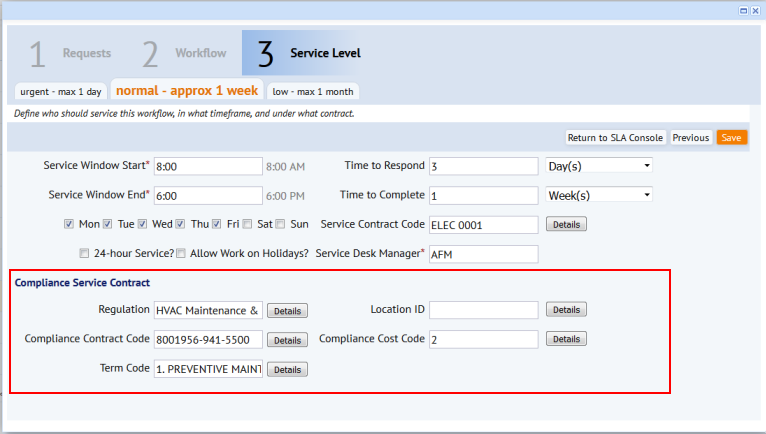 1 Requests 2 Workflow 3 Service Level
urgent - max 1 day normal - approx 1 week low - max 1 month
Define who should service this workflow, in what timeframe, and under what contract.
Return to SLA Console Previous Save
Service Window Start* 8:00 8:00 AM Time to Respond 3 Day(s)
Service Window End* 6:00 6:00 PM Time to Complete 1 Week(s)
Mon Tue Wed Thu Fri Sat Sun Service Contract Code ELEC 0001 Details
24-hour Service? Allow Work on Holidays? Service Desk Manager* AFM
Compliance Service Contract
Regulation HVAC Maintenance & Details Location ID Details
Compliance Contract Code 8001956-941-5500 Details Compliance Cost Code 2 Details
Term Code 1. PREVENTIVE MAINT Details